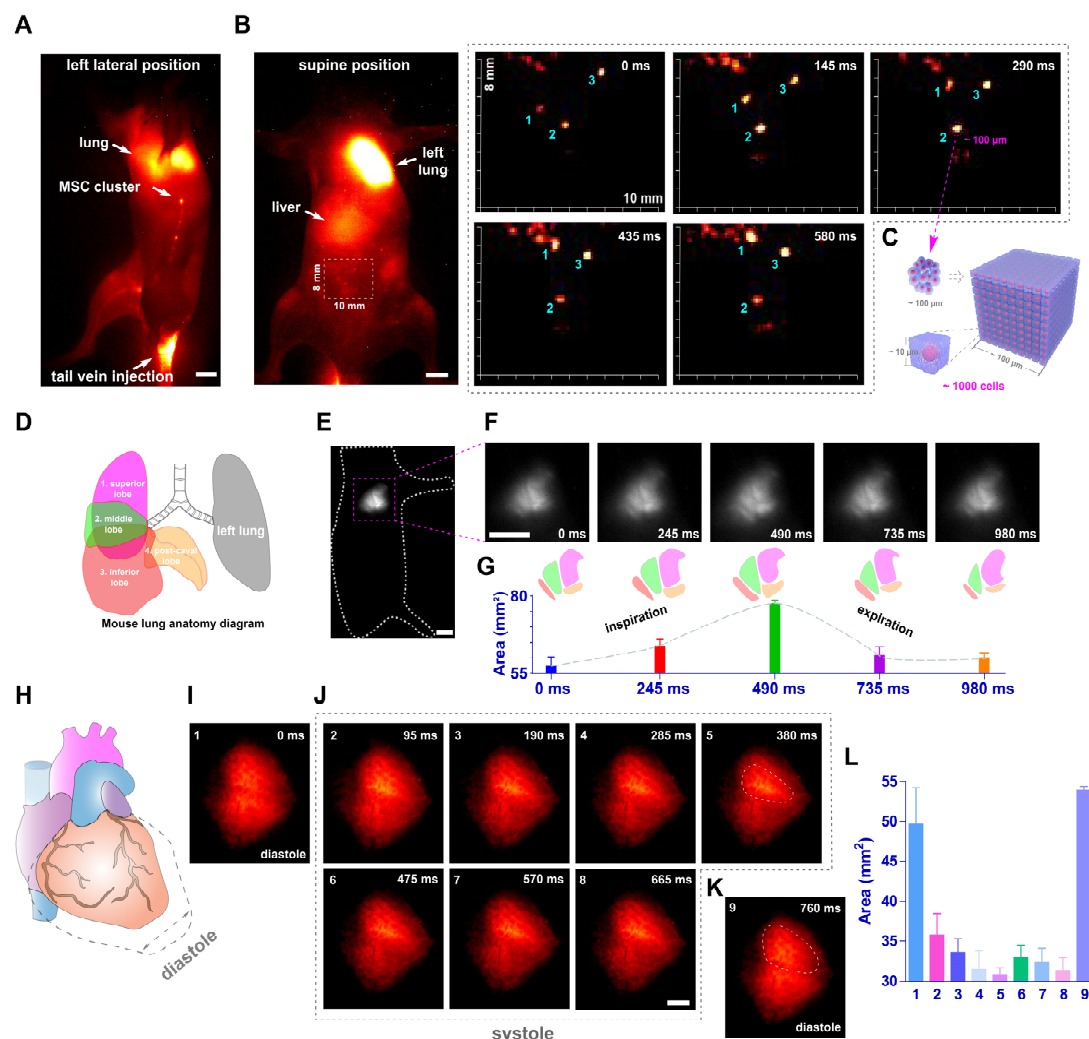 A
left lateral position
lung
MSC cluster
tail vein injection
B
supine position
left
lung
liver
8 mm
10 mm
0 ms
8 mm
10 mm
1
2
3
145 ms
1
2
3
290 ms
1
2
3
~ 100 µm
435 ms
1
2
3
580 ms
1
2
3
C
~ 100 µm
~ 10 µm
~ 100 µm
~ 1000 cells
D
1. superior
lobe
2. middle
lobe
3. inferior
lobe
4. post-caval
lobe
left lung
Mouse lung anatomy diagram
E
F
0 ms
245 ms
490 ms
735 ms
980 ms
G
Area (mm²)
80
55
inspiration
expiration
0 ms
245 ms
490 ms
735 ms
980 ms
H
diastole
I
1
0 ms
diastole
J
2
95 ms
3
190 ms
4
285 ms
5
380 ms
6
475 ms
7
570 ms
8
665 ms
systole
K
9
760 ms
diastole
L
Area (mm²)
55
50
45
40
35
30
1 2 3 4 5 6 7 8 9